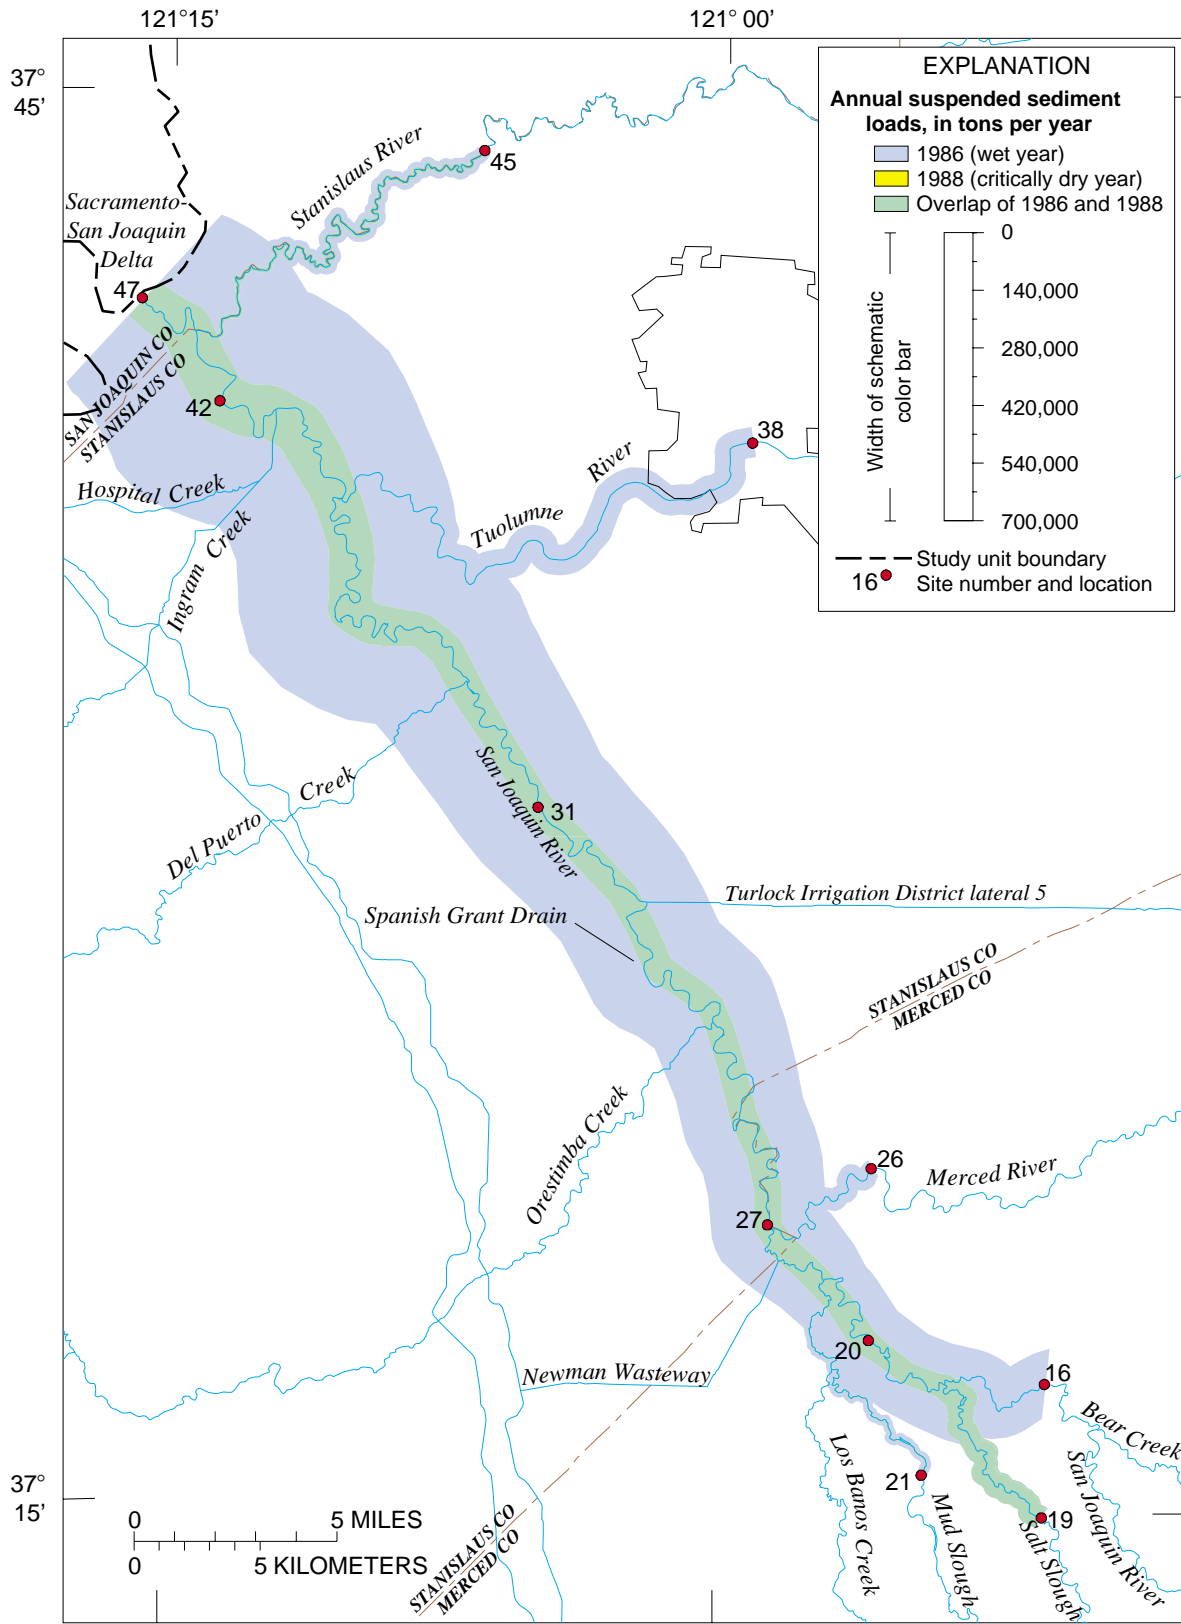 121° 15’
121° 00’
37°
45’
EXPLANATION
Annual suspended sediment
loads, in tons per year
1986 (wet year)
1988 (critically dry year)
Overlap of 1986 and 1988
Width of schematic
color bar
0
140,000
280,000
420,000
540,000
700,000
Study unit boundary
16
Site number and location
Stanislaus River
45
Sacramento-
San Joaquin
Delta
47
SAN JOAQUIN CO
STANISLAUS CO
42
38
Tuolumne
River
Hospital Creek
Ingram Creek
San Joaquin River
31
Del Puerto Creek
Turlock Irrigation District lateral 5
Spanish Grant Drain
STANISLAUS CO
MERCED CO
Orestimba Creek
26
Merced River
27
20
16
Newman Wasteway
Bear Creek
Los Banos Creek
21
Mud Slough
19
Salt Slough
San Joaquin River
37°
15’
STANISLAUS CO
MERCED CO
0 5 MILES
0 5 KILOMETERS